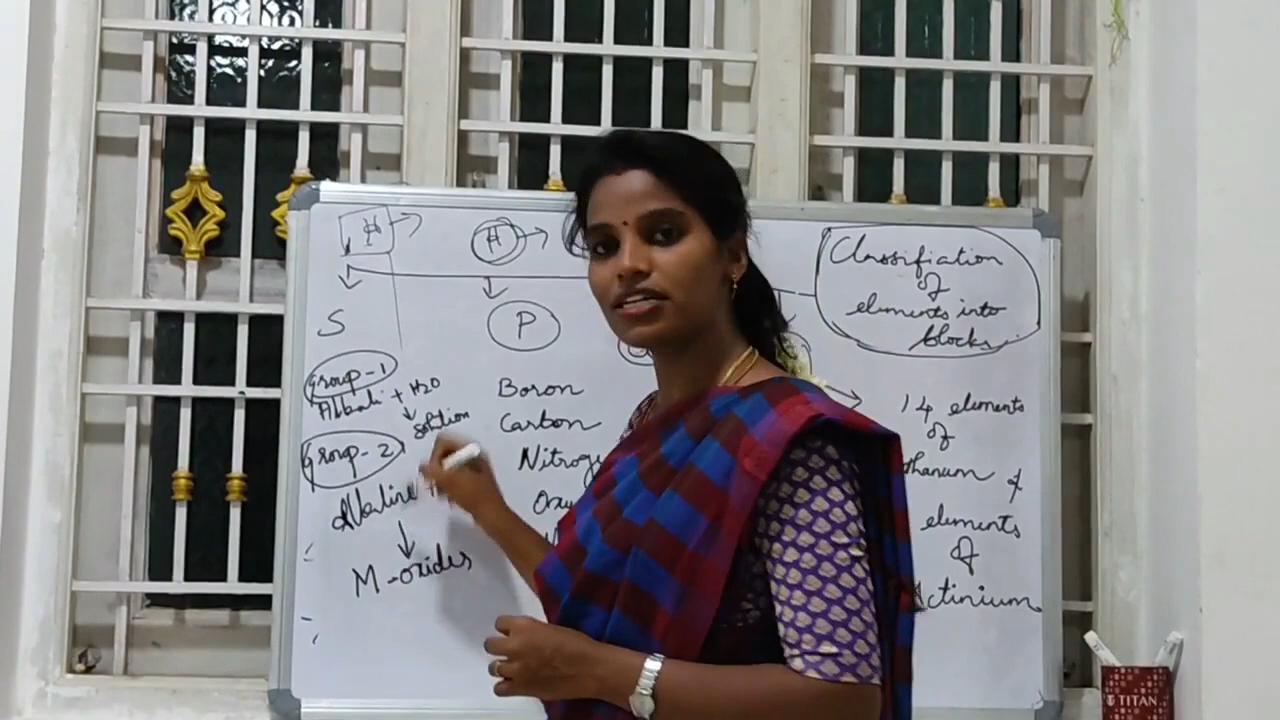 H
Classifiation
of
elements into
blocks
S
P
Group-1
Alkali + H2O
solution
Group-2
Alkaline
M-oxides
Boron
Carbon
14 elements
of
elements
of
Actinium
TITAN